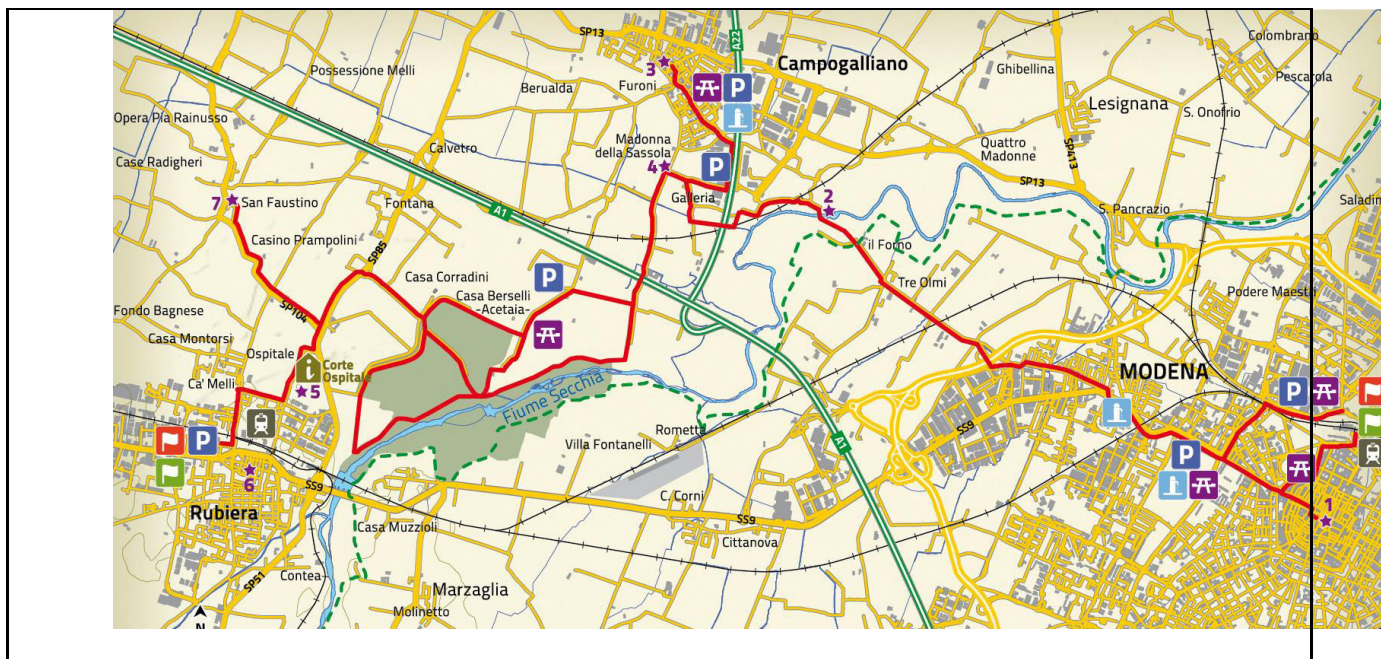 SP13
A22
Colombrano
3
Campogalliano
Possessione Melli
Furoni
P
Ghibellina
Pescarola
Berualda
Lesignana
S. Onofrio
Opera Pia Rainusso
Calvetro
Madonna
della Sassola
Quattro
Madonne
SP413
Case Radigheri
4
P
SP13
7
San Faustino
Fontana
Galleria
2
Saladin
A1
S. Pancrazio
Casino Prampolini
SP85
il Forno
Casa Corradini
P
Tre Olmi
Casa Berselli
-Acetaia-
Podere Maestri
Fondo Bagnese
SP104
Casa Montorsi
Ospitale
Corte
Ospitale
i
MODENA
Ca' Melli
5
P
Fiume Secchia
SS9
P
Villa Fontanelli
Rometta
A1
P
6
SS9
C. Corni
1
Rubiera
SS9
Casa Muzzioli
Cittanova
SP51
Contea
Marzaglia
Molinetto
N